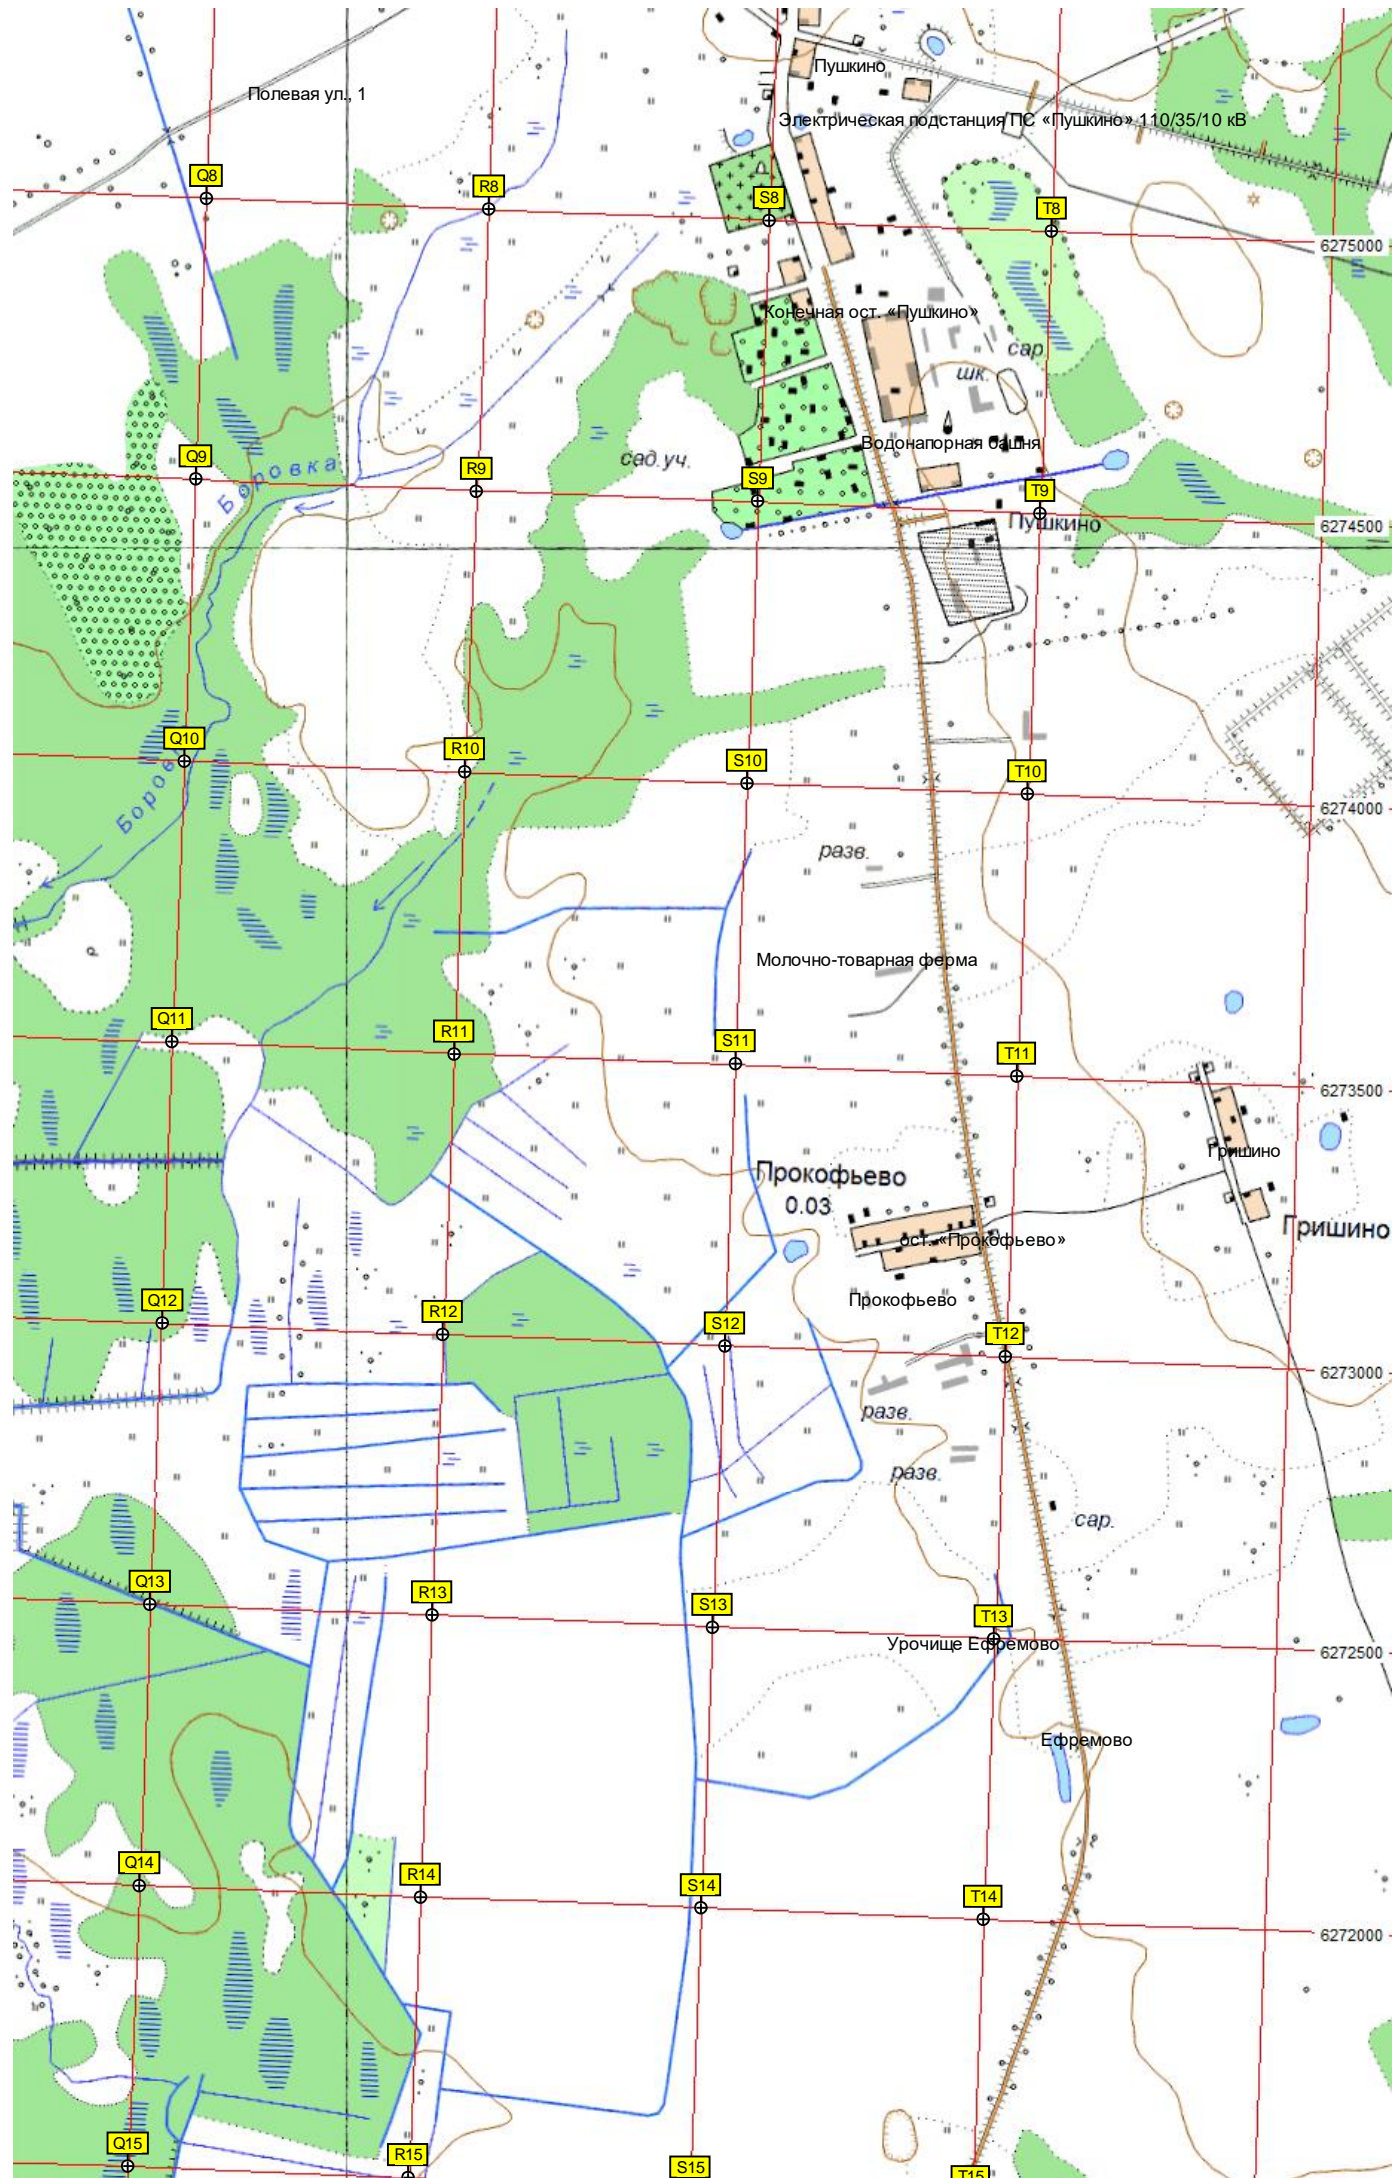 Пушкино
Полевая ул., 1
Электрическая подстанция ПС «Пушкино» 110/35/10 кВ
Q8
R8
S8
T8
6275000
Конечная ост. «Пушкино»
сар.
шк.
Водонапорная башня
Q9
Боровка
R9
сад.уч.
S9
T9
Пушкино
6274500
Q10
R10
S10
T10
6274000
Боров
разв.
Молочно-товарная ферма
Q11
R11
S11
T11
6273500
Гришино
Прокофьево
0.03
Гришино
ост. «Прокофьево»
Прокофьево
Q12
R12
S12
T12
6273000
разв.
разв.
сар.
Q13
R13
S13
T13
Урочище Ефремово
6272500
Ефремово
Q14
R14
S14
T14
6272000
Q15
R15
S15
T15